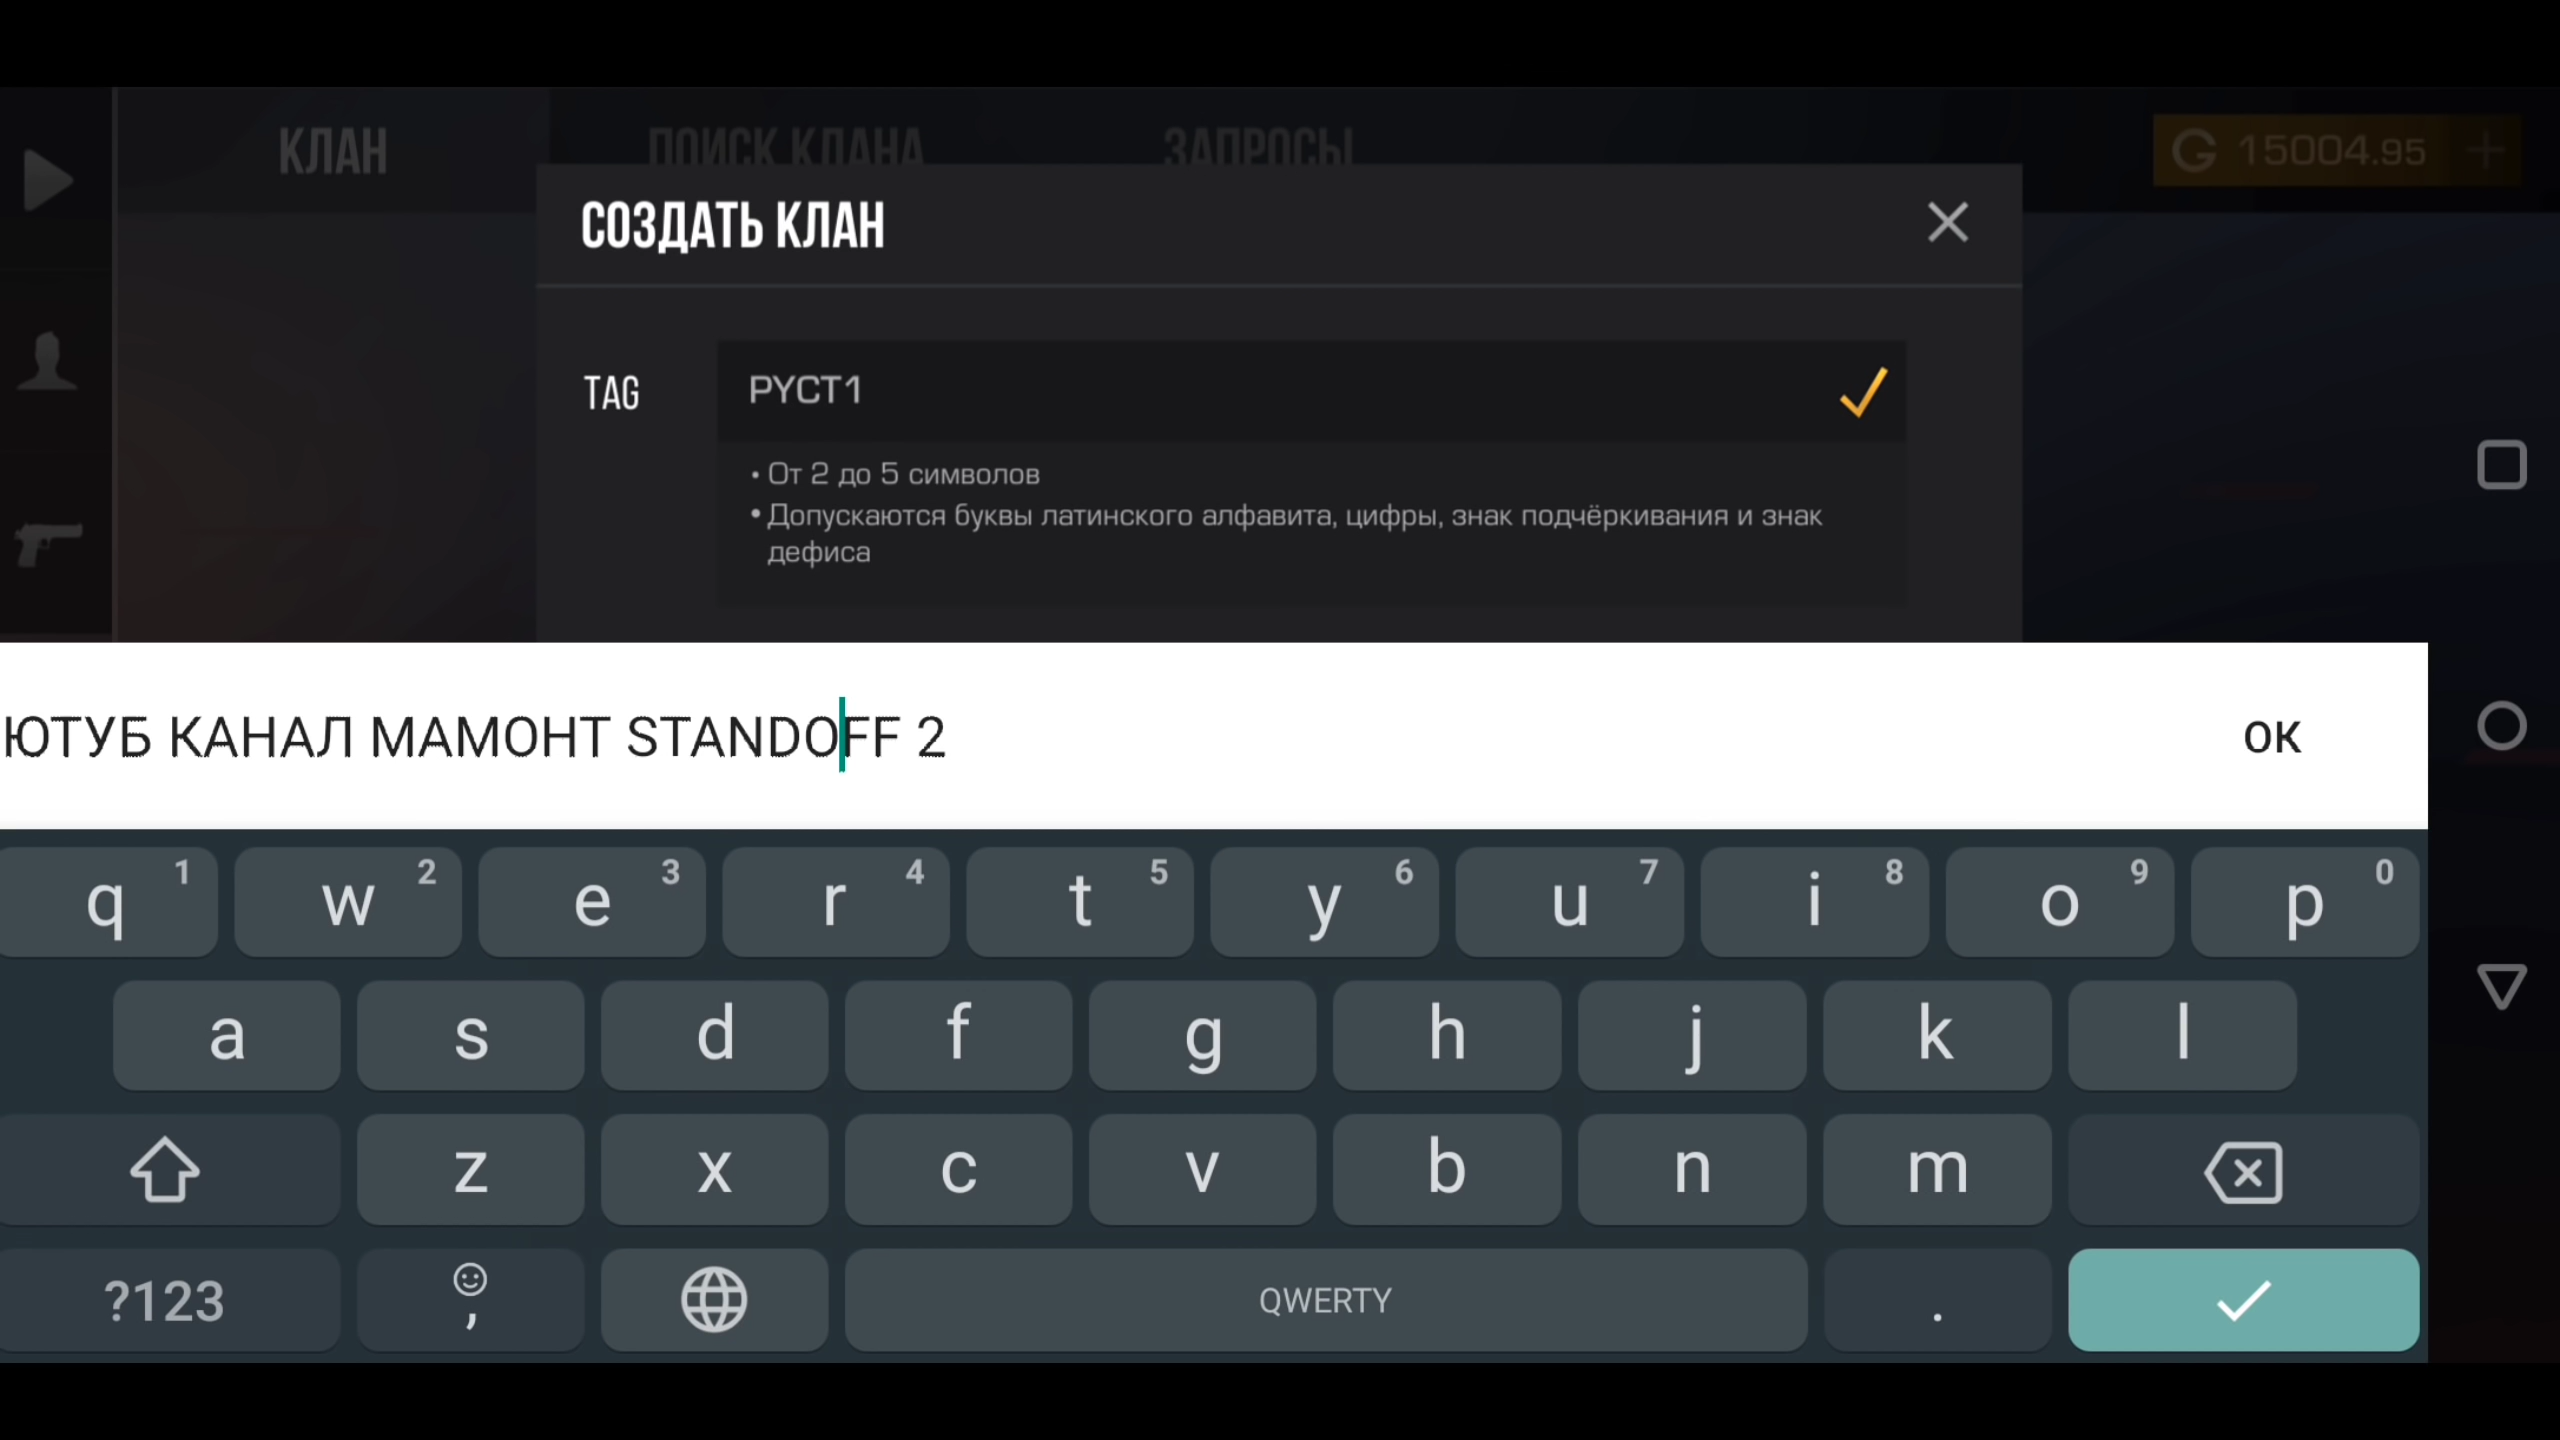 КЛАН ПОИСК КЛАНА ЗАПРОСЫ G 15004.95 +
СОЗДАТЬ КЛАН
TAG PYCT1
• От 2 до 5 символов
• Допускаются буквы латинского алфавита, цифры, знак подчёркивания и знак
дефиса
ЮТУБ КАНАЛ МАМОНТ STANDOFF 2 ОК
q 1 w 2 e 3 r 4 t 5 y 6 u 7 i 8 o 9 p 0
a s d f g h j k l
z x c v b n m
?123 , QWERTY .